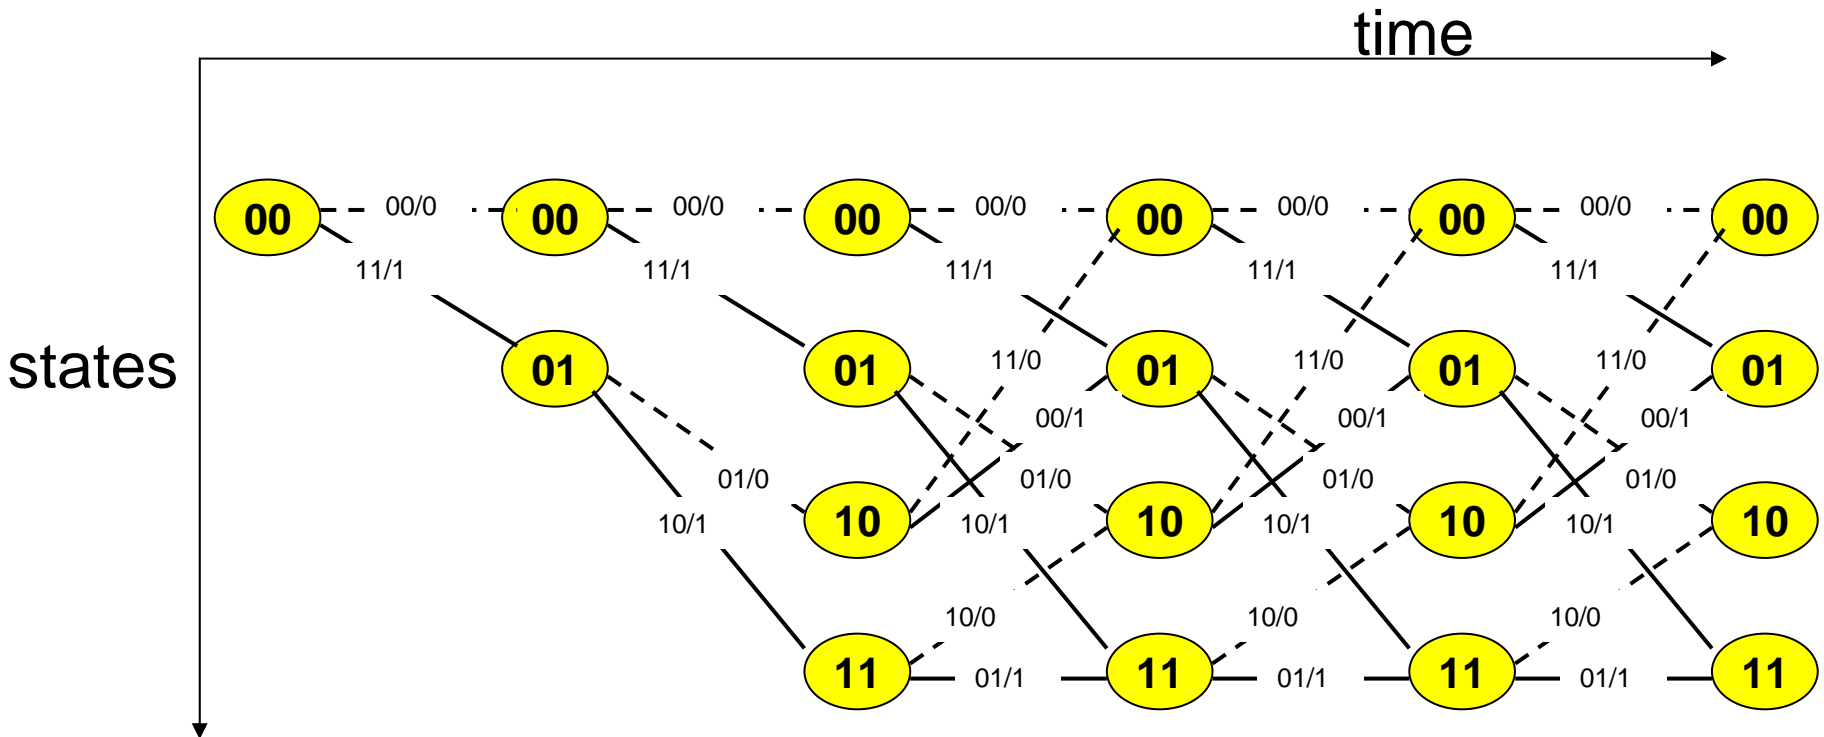 time
00 00/0 00 00/0 00 00/0 00 00/0 00 00/0 00
11/1 11/1 11/1 11/1 11/1
11/0 11/0 11/0
states 01 01 01 01 01
00/1 00/1 00/1
01/0 01/0 01/0 01/0
10/1 10 10/1 10 10/1 10 10/1 10
10/0 10/0 10/0
11 01/1 11 01/1 11 01/1 11